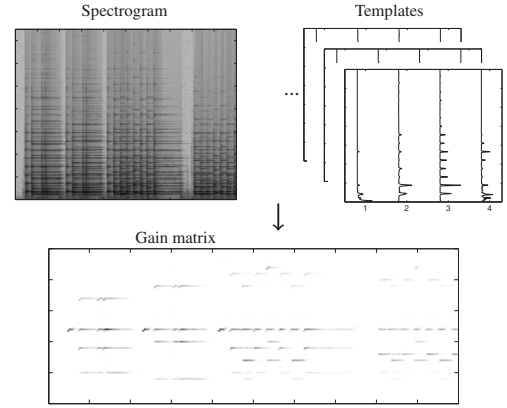 Spectrogram
Templates
...
1 2 3 4
Gain matrix